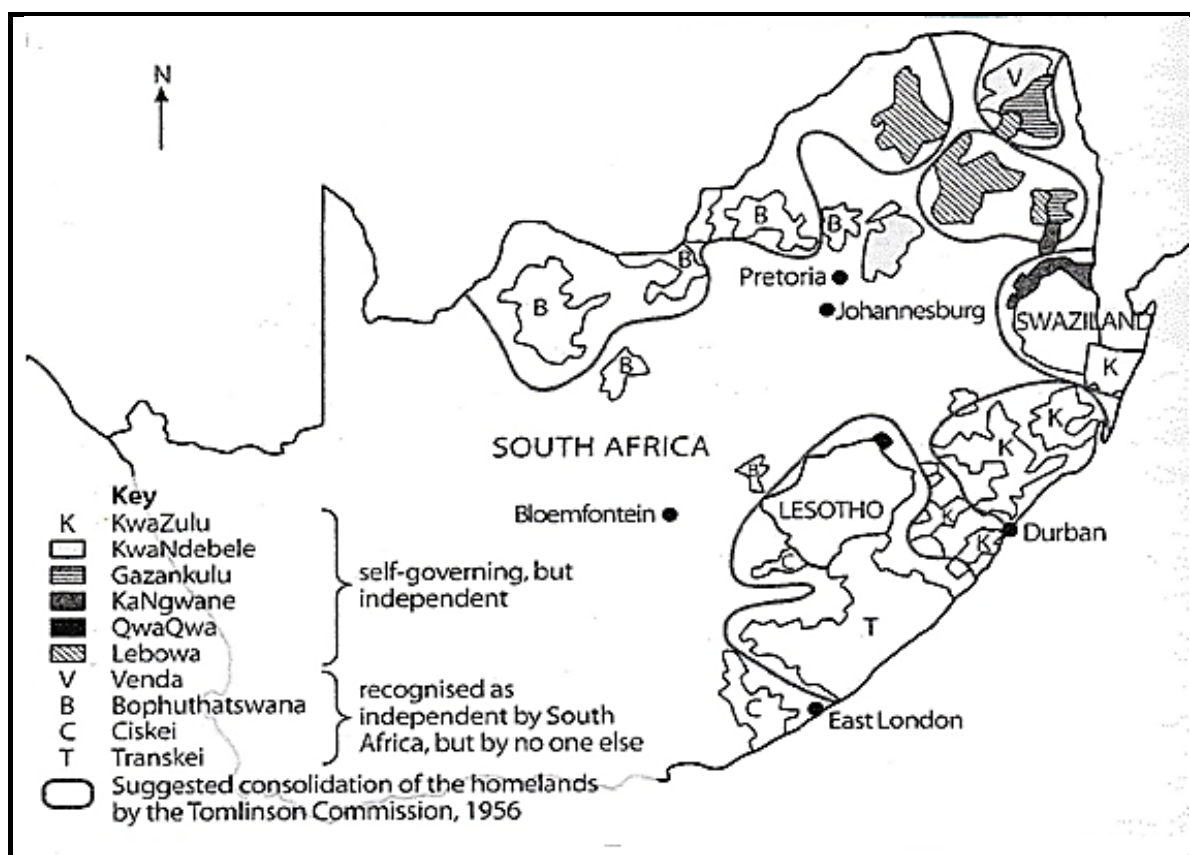 N
V
B
B
B
Pretoria
Johannesburg
B
SWAZILAND
K
B
K
K
SOUTH AFRICA
B
Key
LESOTHO
K
Bloemfontein
Durban
K
K KwaZulu
KwaNdebele
Gazankulu
KaNgwane
QwaQwa
Lebowa
self-governing, but
independent
C
T
V Venda
B Bophuthatswana
C Ciskei
T Transkei
recognised as
independent by South
Africa, but by no one else
C
East London
Suggested consolidation of the homelands
by the Tomlinson Commission, 1956